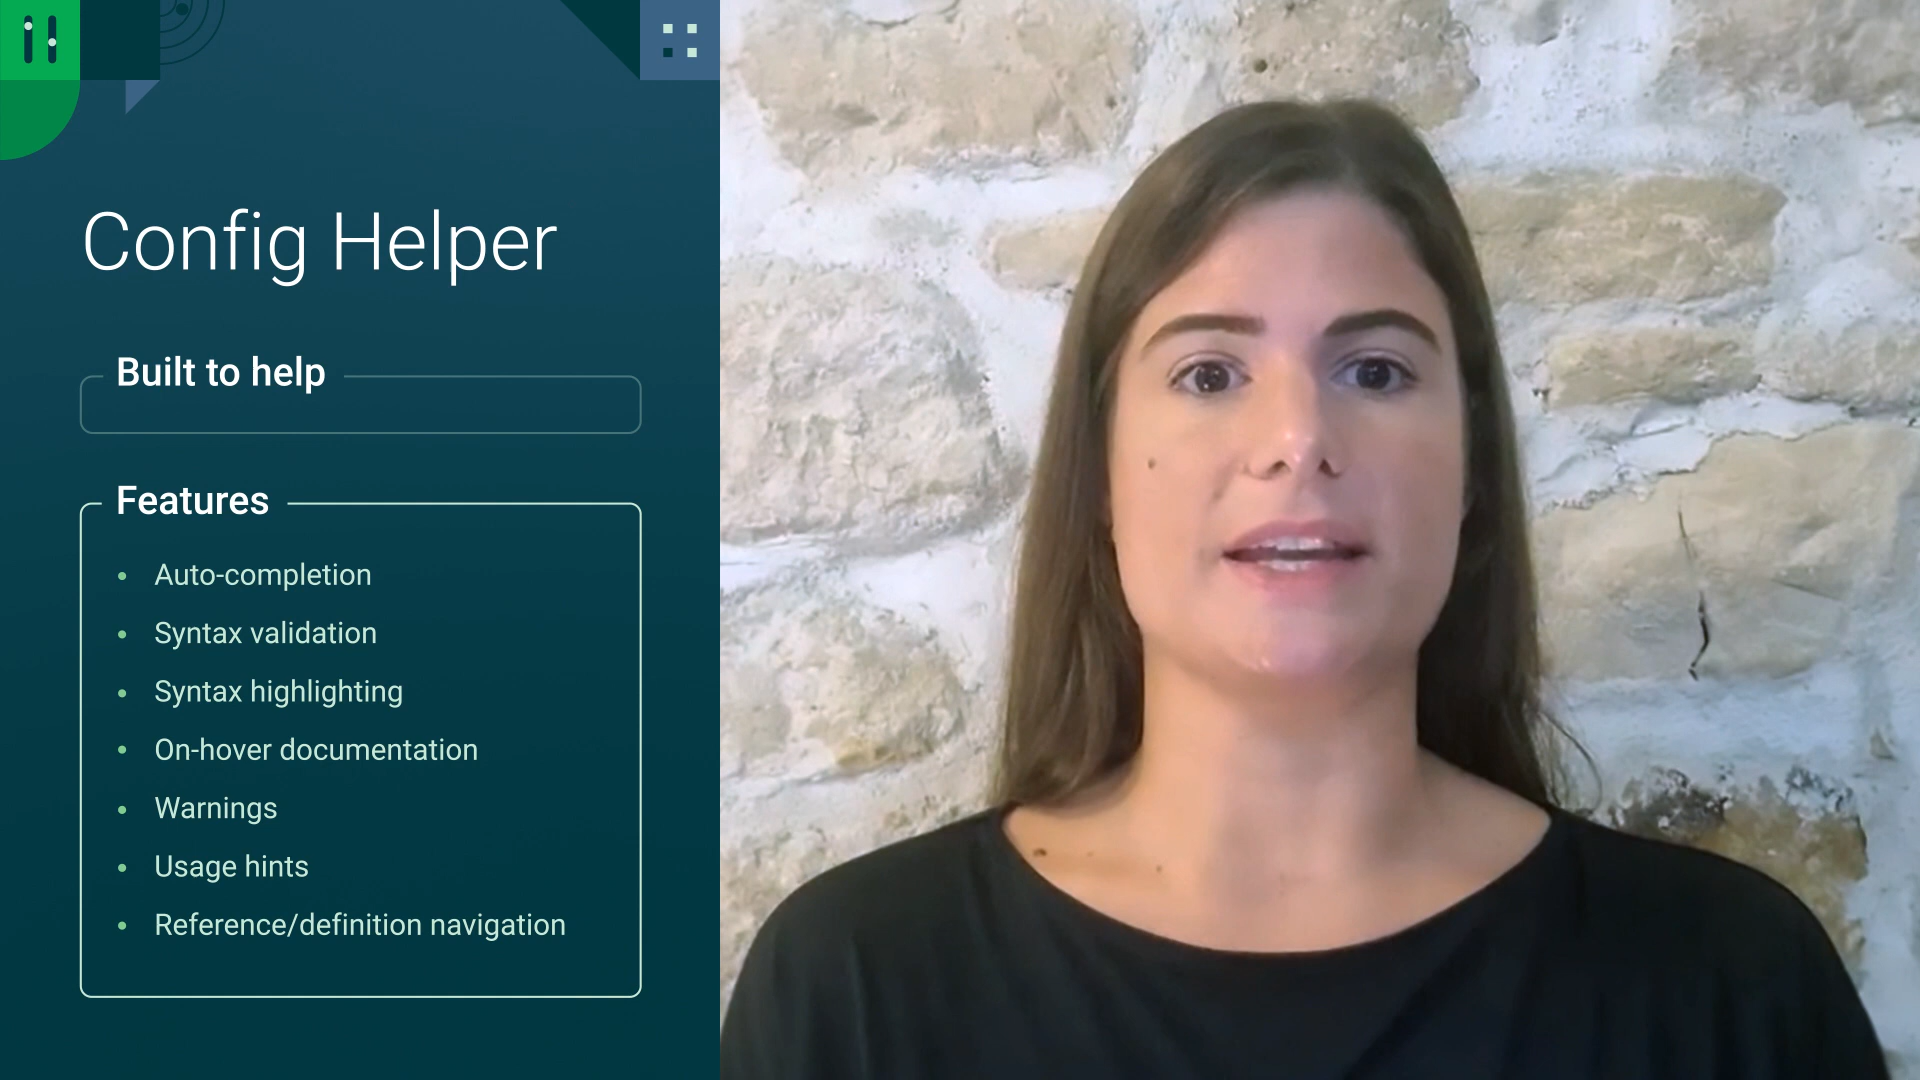 Config Helper
Built to help
Features
• Auto-completion
• Syntax validation
• Syntax highlighting
• On-hover documentation
• Warnings
• Usage hints
• Reference/definition navigation